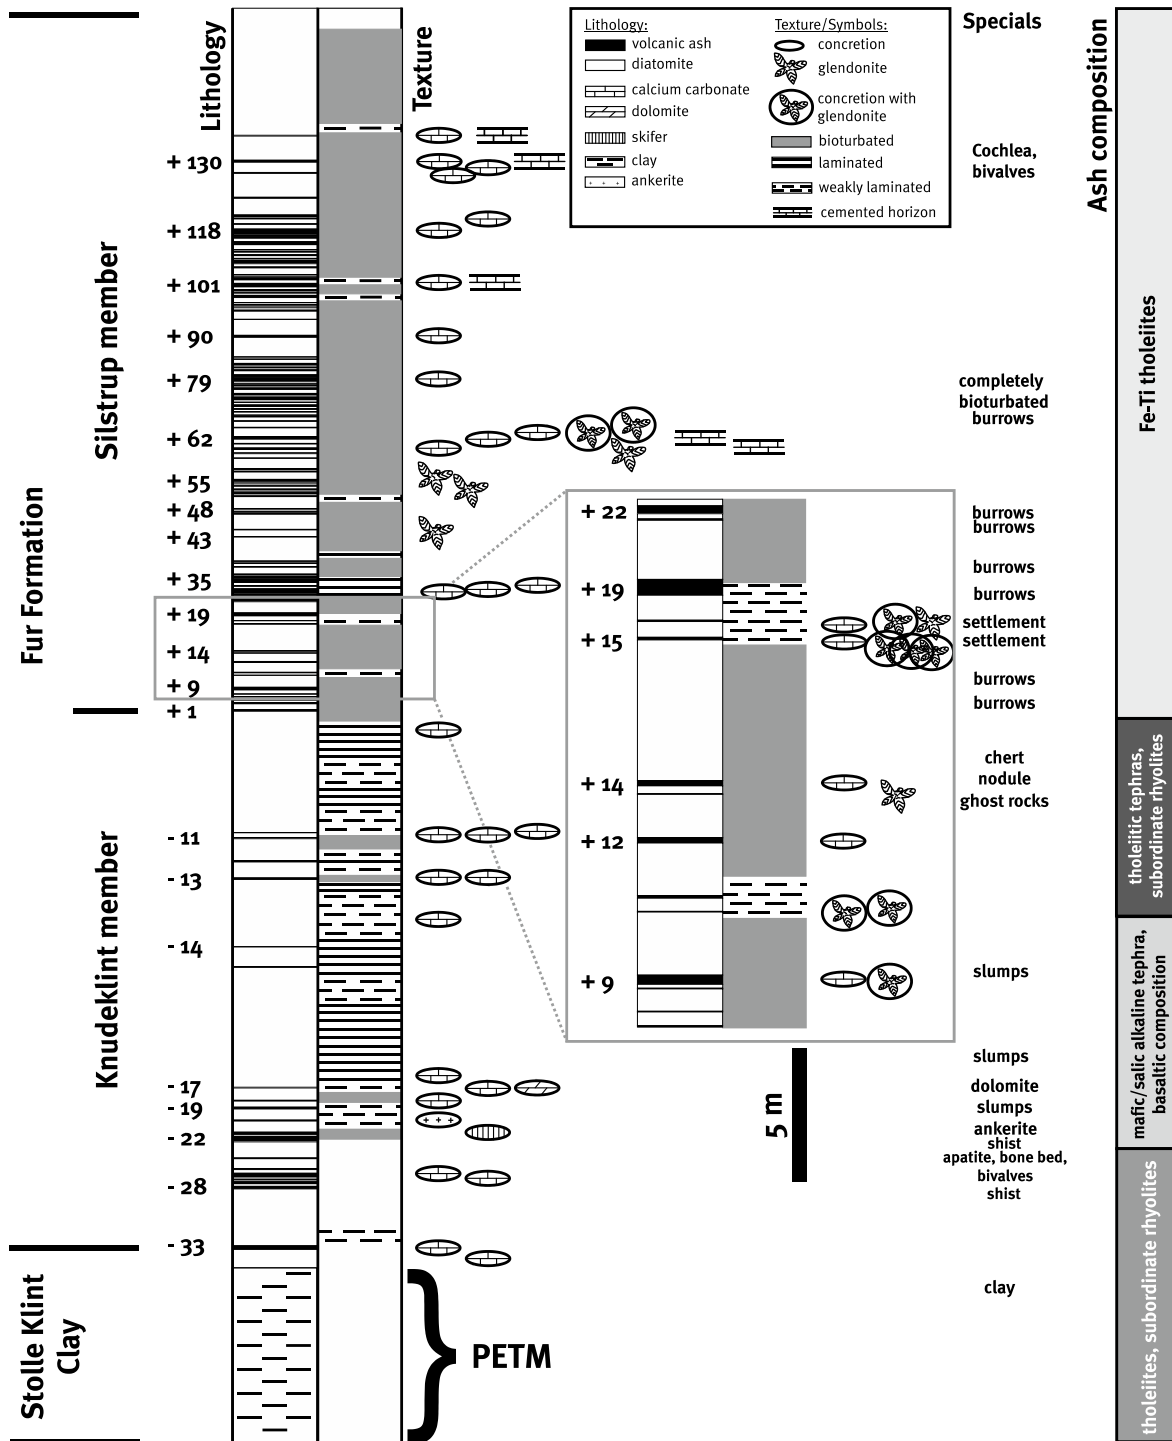 Lithology
Texture
Lithology:
volcanic ash
diatomite
calcium carbonate
dolomite
skifer
clay
ankerite
Texture/Symbols:
concretion
glendonite
concretion with
glendonite
bioturbated
laminated
weakly laminated
cemented horizon
Specials
Ash composition
Fur Formation
Silstrup member
Knudeklint member
Stolle Klint
Clay
+ 130
+ 118
+ 101
+ 90
+ 79
+ 62
+ 55
+ 48
+ 43
+ 35
+ 19
+ 14
+ 9
+ 1
- 11
- 13
- 14
- 17
- 19
- 22
- 28
- 33
PETM
+ 22
+ 19
+ 15
+ 14
+ 12
+ 9
5 m
Cochlea,
bivalves
completely
bioturbated
burrows
burrows
burrows
burrows
burrows
settlement
settlement
burrows
burrows
chert
nodule
ghost rocks
slumps
slumps
dolomite
slumps
ankerite
shist
apatite, bone bed,
bivalves
shist
clay
Fe-Ti tholeiites
tholeiitic tephras,
subordinate rhyolites
mafic/salic alkaline tephra,
basaltic composition
tholeiites, subordinate rhyolites